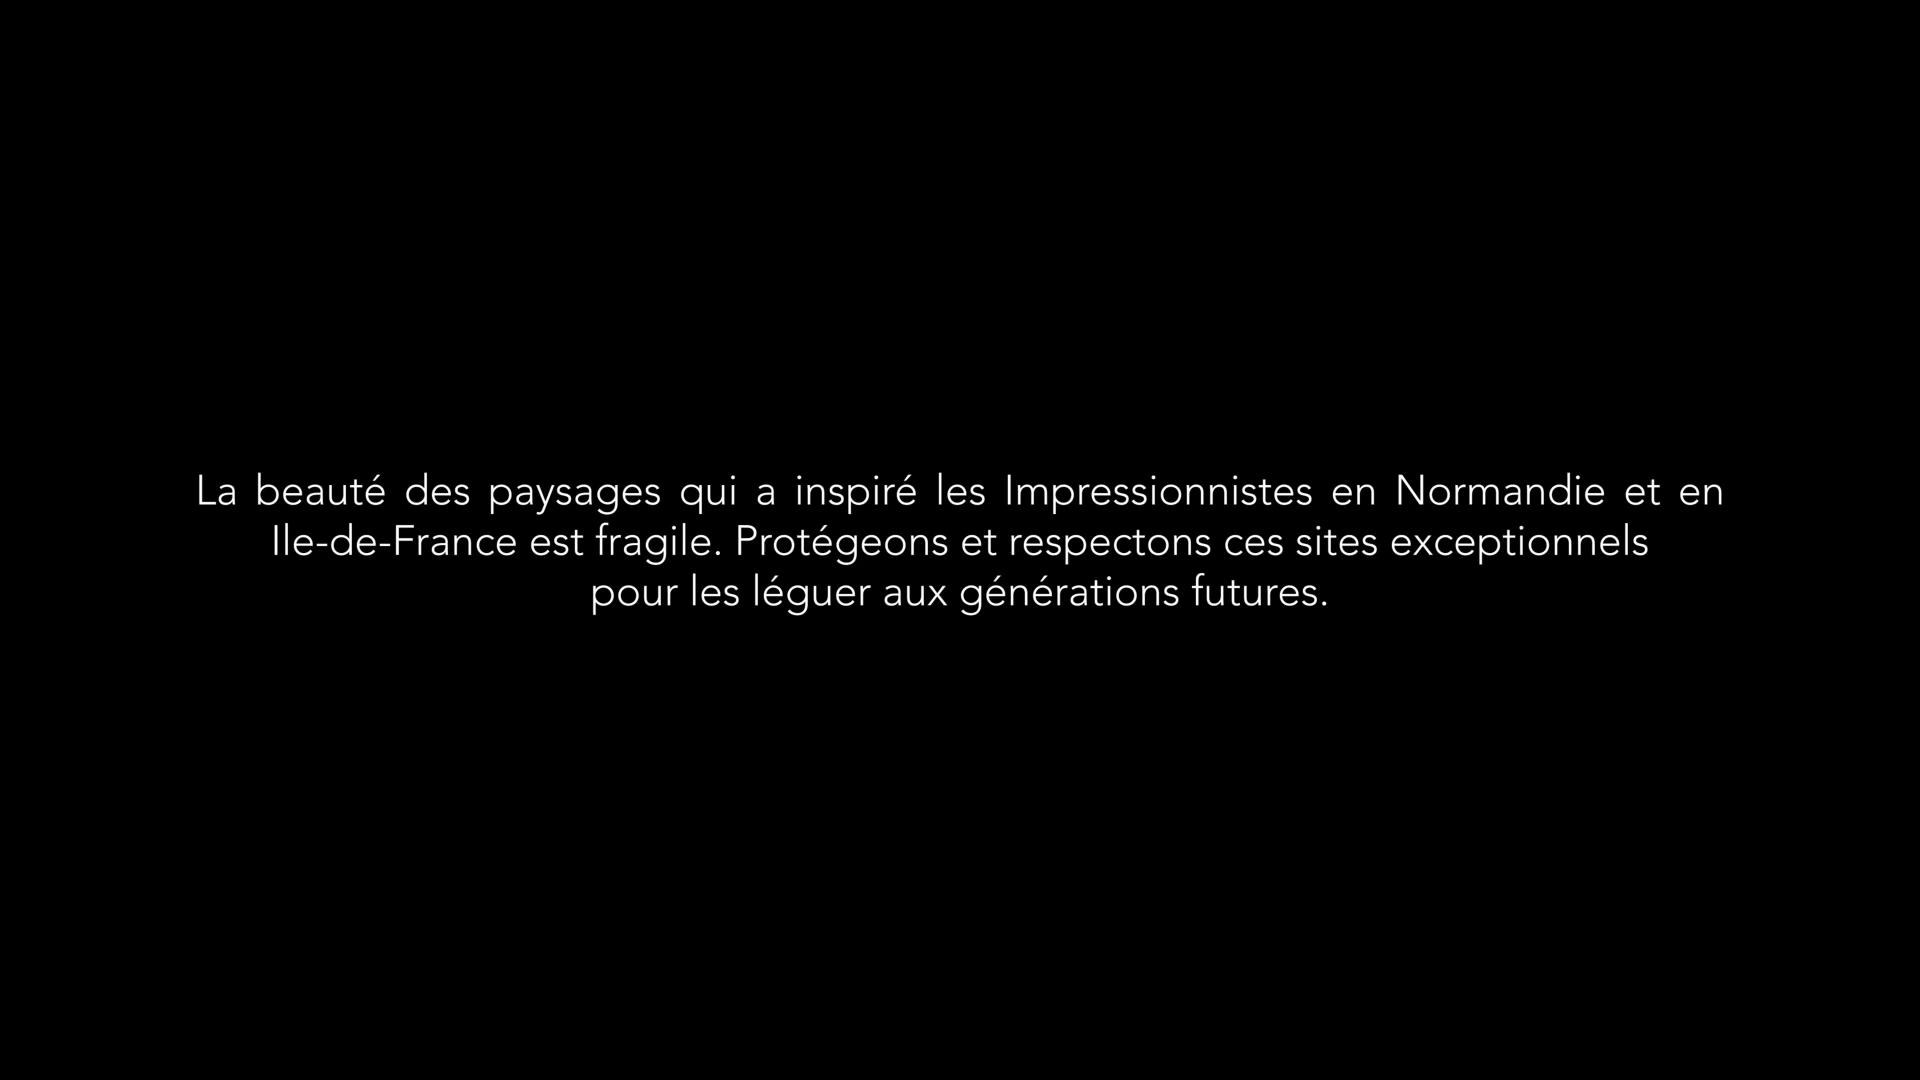 La beauté des paysages qui a inspiré les Impressionnistes en Normandie et en
Ile-de-France est fragile. Protégeons et respectons ces sites exceptionnels
pour les léguer aux générations futures.